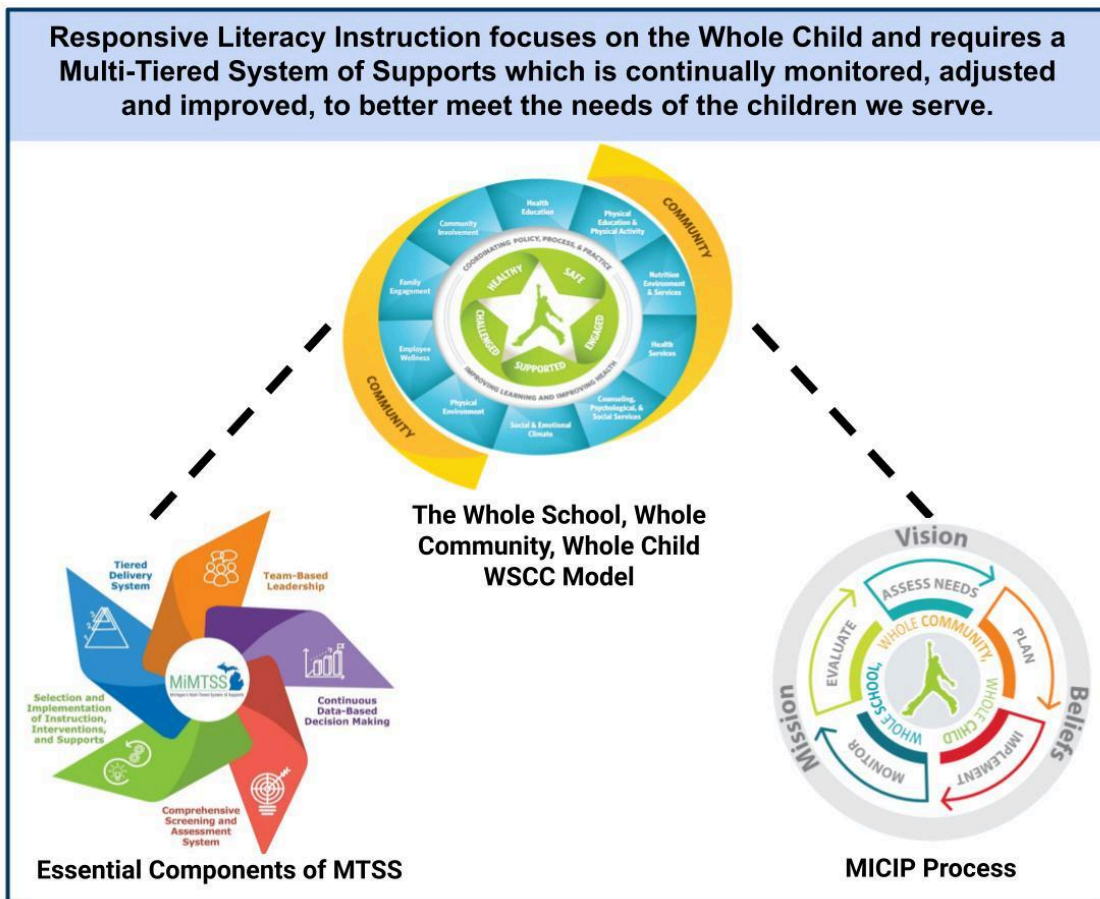 Responsive Literacy Instruction focuses on the Whole Child and requires a
Multi-Tiered System of Supports which is continually monitored, adjusted
and improved, to better meet the needs of the children we serve.
COMMUNITY
Health
Education
Physical
Education &
Physical Activity
Nutrition
Environment
& Services
Health
Services
Counseling,
Psychological, &
Social Services
Social & Emotional
Climate
Physical
Environment
Employee
Wellness
Family
Engagement
Community
Involvement
COORDINATING POLICY, PROCESS, & PRACTICE
IMPROVING LEARNING AND IMPROVING HEALTH
HEALTHY
SAFE
ENGAGED
SUPPORTED
CHALLENGED
COMMUNITY
The Whole School, Whole
Community, Whole Child
WSCC Model
Tiered
Delivery
System
Team-Based
Leadership
MiMTSS
Michigan's Multi-Tiered System of Supports
Continuous
Data-Based
Decision Making
Selection and
Implementation
of Instruction,
Interventions,
and Supports
Comprehensive
Screening and
Assessment
System
Essential Components of MTSS
Vision
Beliefs
Mission
ASSESS NEEDS
PLAN
IMPLEMENT
MONITOR
EVALUATE
WHOLE SCHOOL,
WHOLE COMMUNITY,
WHOLE CHILD
MICIP Process